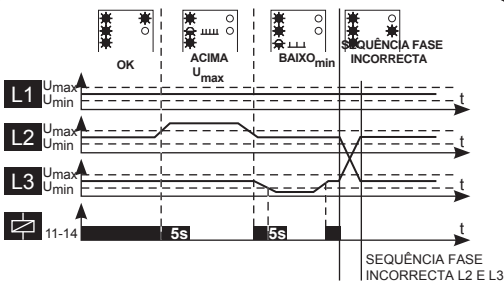 OK
ACIMA
Umax
BAIXOmin
SEQUÊNCIA FASE
INCORRECTA
L1 Umax
Umin
t
L2 Umax
Umin
t
L3 Umax
Umin
t
11-14 5s 5s t
SEQUÊNCIA FASE
INCORRECTA L2 E L3